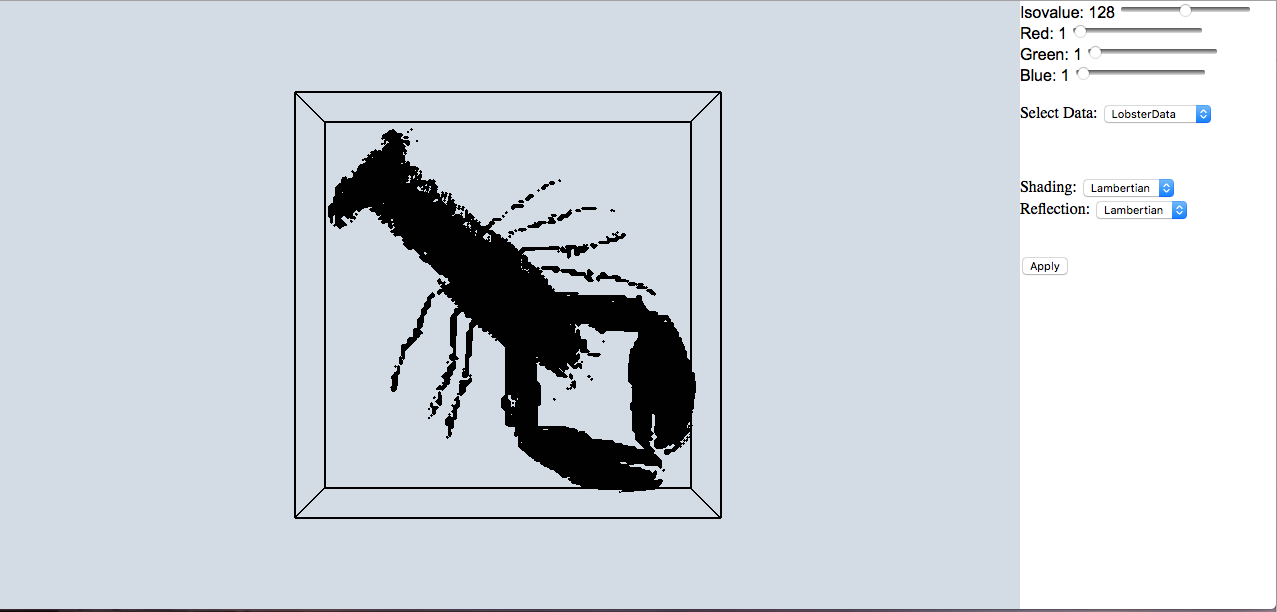 Isovalue: 128
Red: 1
Green: 1
Blue: 1
Select Data: LobsterData
Shading: Lambertian
Reflection: Lambertian
Apply